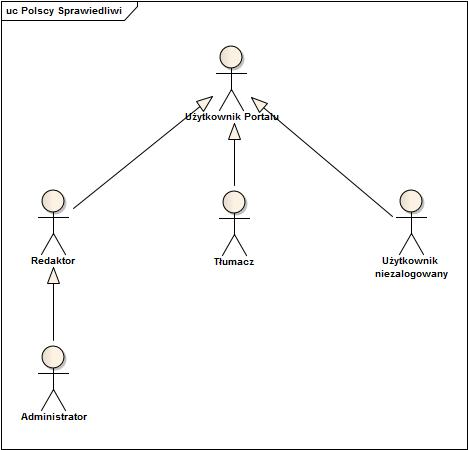 uc Polscy Sprawiedliwi
Użytkownik Portalu
Redaktor
Tłumacz
Użytkownik
niezalogowany
Administrator